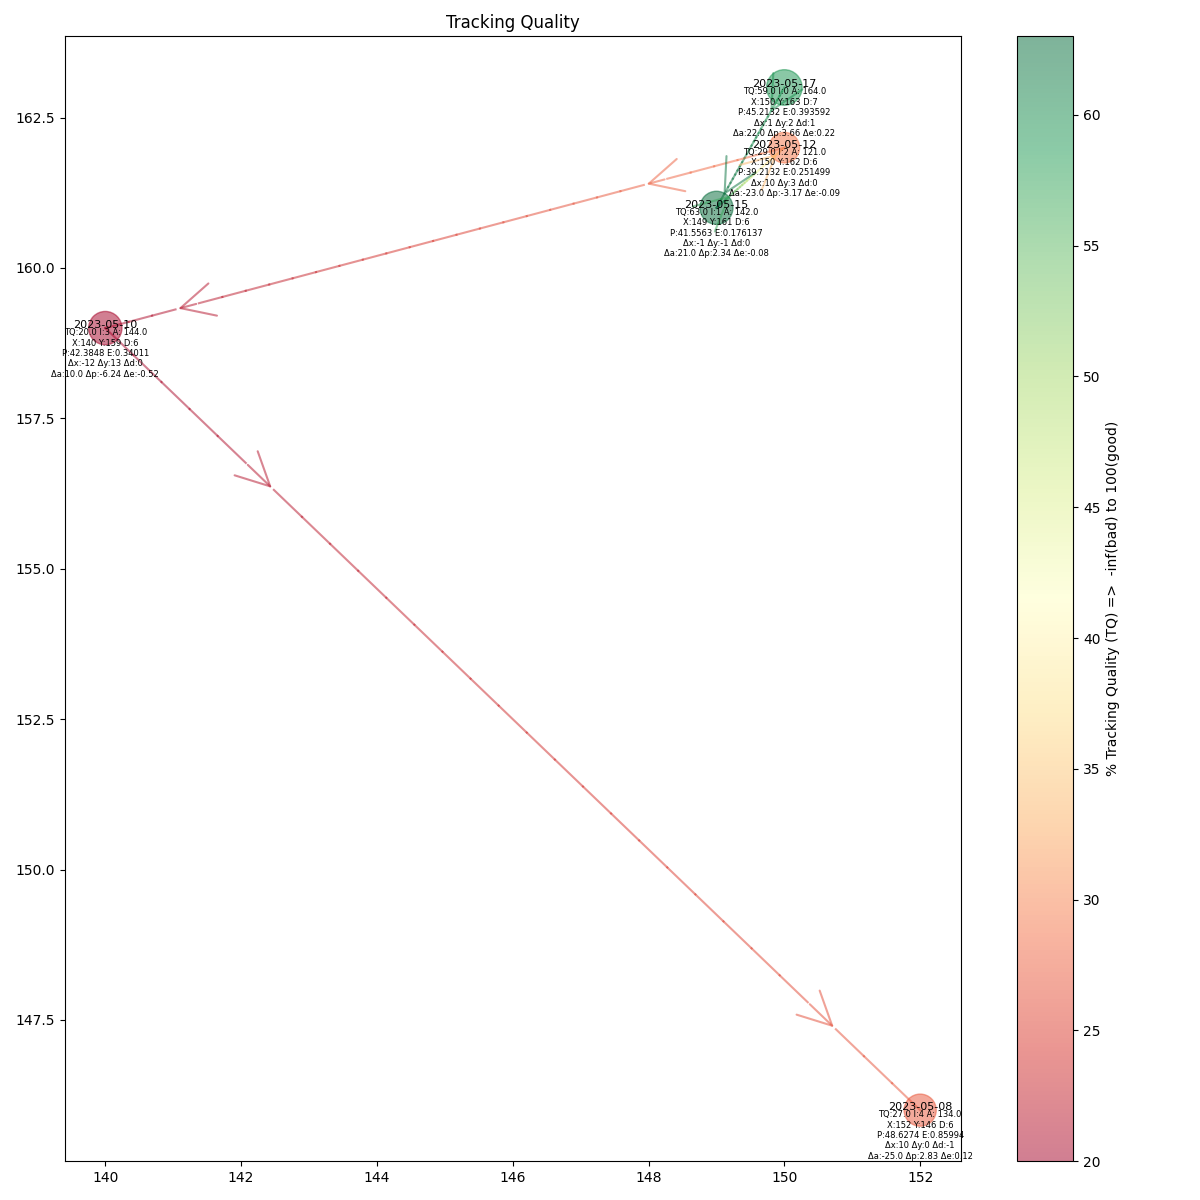 Tracking Quality
2023-05-17
TQ:59.0 I:0 A: 164.0
X:150 Y:163 D:7
P:45.2132 E:0.393592
Δx:1 Δy:2 Δd:1
Δa:22.0 Δp:3.66 Δe:0.22
2023-05-12
TQ:29.0 I:2 A: 121.0
X:150 Y:162 D:6
P:39.2132 E:0.251499
Δx:10 Δy:3 Δd:0
Δa:-23.0 Δp:-3.17 Δe:-0.09
2023-05-15
TQ:63.0 I:1 A: 142.0
X:149 Y:161 D:6
P:41.5563 E:0.176137
Δx:-1 Δy:-1 Δd:0
Δa:21.0 Δp:2.34 Δe:-0.08
2023-05-10
TQ:20.0 I:3 A: 144.0
X:140 Y:159 D:6
P:42.3848 E:0.34011
Δx:-12 Δy:13 Δd:0
Δa:10.0 Δp:-6.24 Δe:-0.52
2023-05-08
TQ:27.0 I:4 A: 134.0
X:152 Y:146 D:6
P:48.6274 E:0.85994
Δx:10 Δy:0 Δd:-1
Δa:-25.0 Δp:2.83 Δe:0.12
162.5
160.0
157.5
155.0
152.5
150.0
147.5
140
142
144
146
148
150
152
60
55
50
45
40
35
30
25
20
% Tracking Quality (TQ) => -inf(bad) to 100(good)